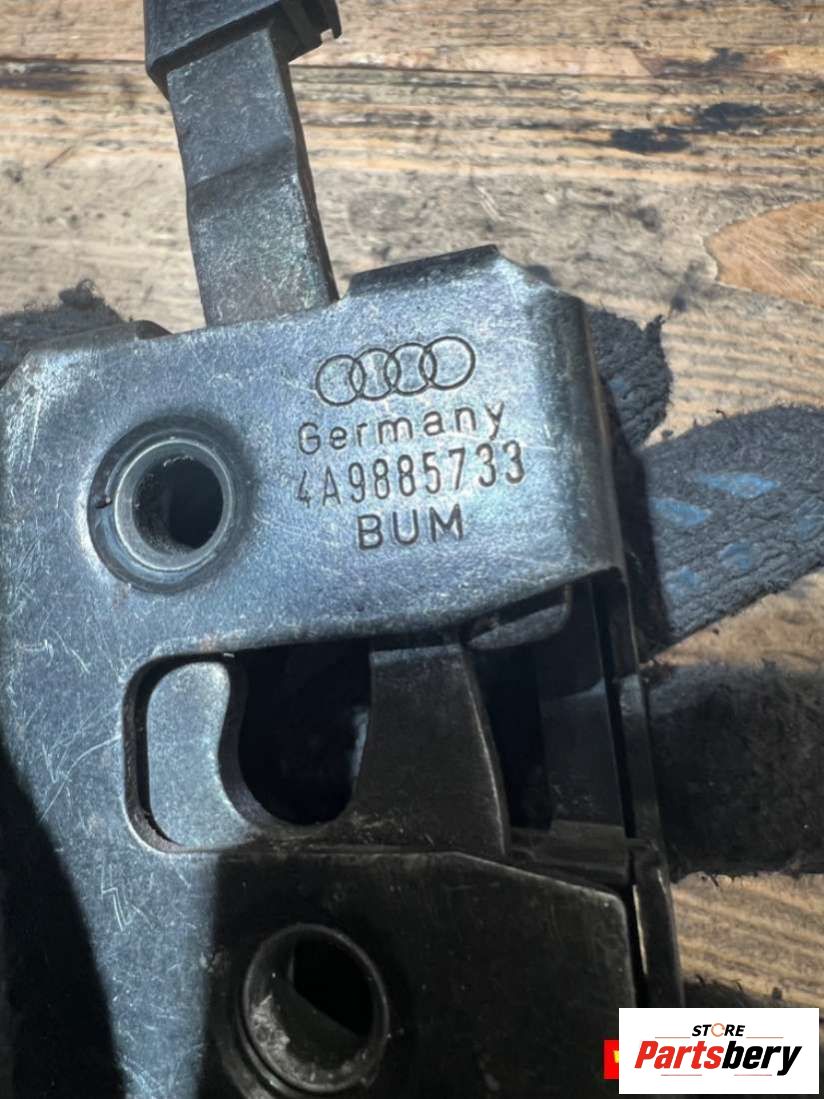 Germany
4A9885733
BUM
STORE
Partsbery